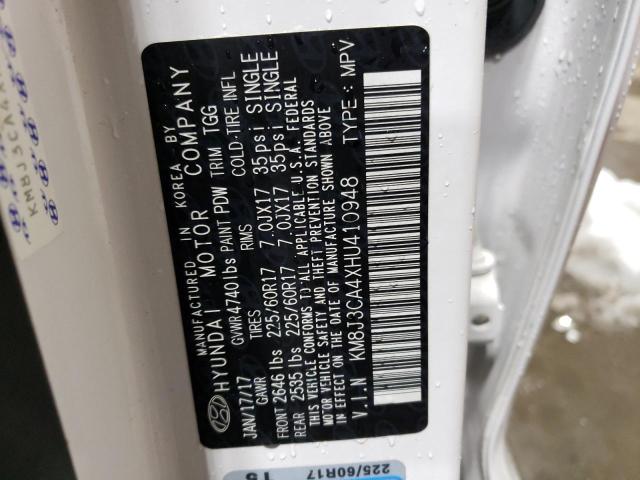 MANUFACTURED IN KOREA BY
HYUNDAI MOTOR COMPANY
JAN/17/17 GVWR 4740lbs PAINT PDW TRIM TGG
GAWR TIRES RIMS COLD-TIRE INFL
FRONT 2646 lbs 225/60R17 7.0JX17 35psi SINGLE
REAR 2535 lbs 225/60R17 7.0JX17 35psi SINGLE
THIS VEHICLE CONFORMS TO ALL APPLICABLE U.S.A. FEDERAL
MOTOR VEHICLE SAFETY AND THEFT PREVENTION STANDARDS
IN EFFECT ON THE DATE OF MANUFACTURE SHOWN ABOVE
V.I.N KM8J3CA4XHU410948 TYPE : MPV
225/60R17